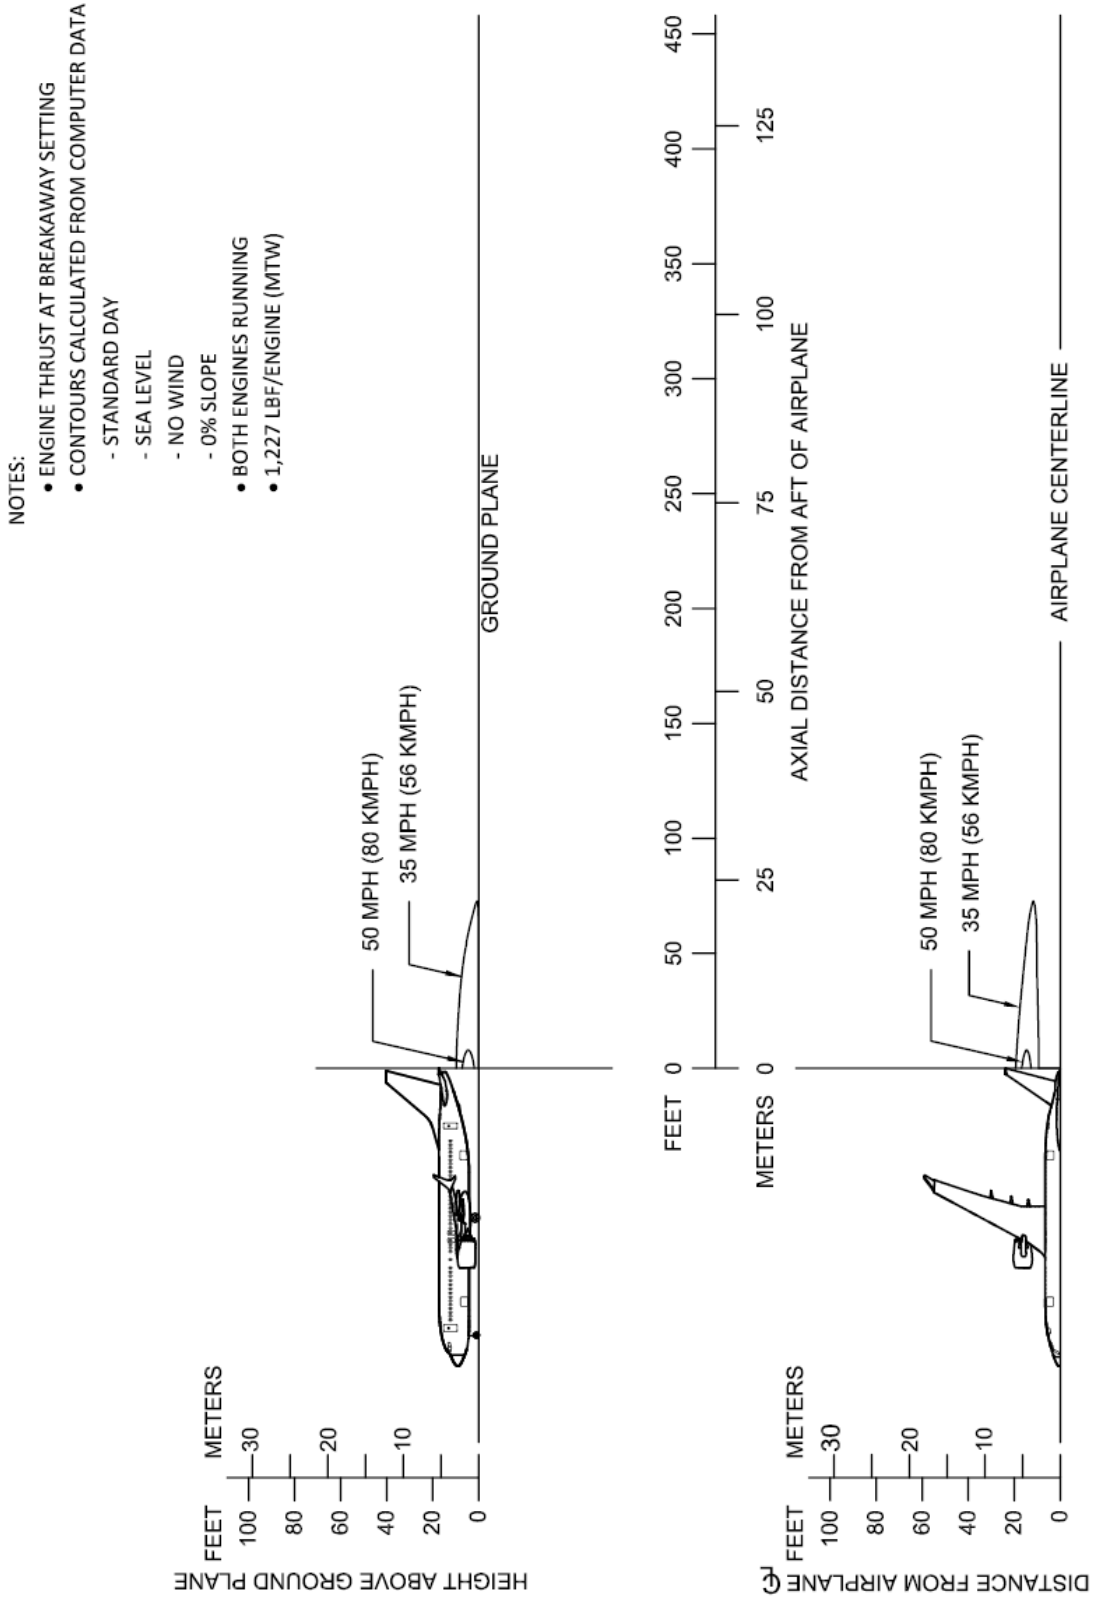 NOTES:
• ENGINE THRUST AT BREAKAWAY SETTING
• CONTOURS CALCULATED FROM COMPUTER DATA
- STANDARD DAY
- SEA LEVEL
- NO WIND
- 0% SLOPE
• BOTH ENGINES RUNNING
• 1,227 LBF/ENGINE (MTW)
HEIGHT ABOVE GROUND PLANE
FEET METERS
100 30
80
60 20
40 10
20
0
50 MPH (80 KMPH)
35 MPH (56 KMPH)
GROUND PLANE
FEET 0 50 100 150 200 250 300 350 400 450
METERS 0 25 50 75 100 125
AXIAL DISTANCE FROM AFT OF AIRPLANE
DISTANCE FROM AIRPLANE ℄
FEET METERS
100 30
80
60 20
40 10
20
0
50 MPH (80 KMPH)
35 MPH (56 KMPH)
AIRPLANE CENTERLINE